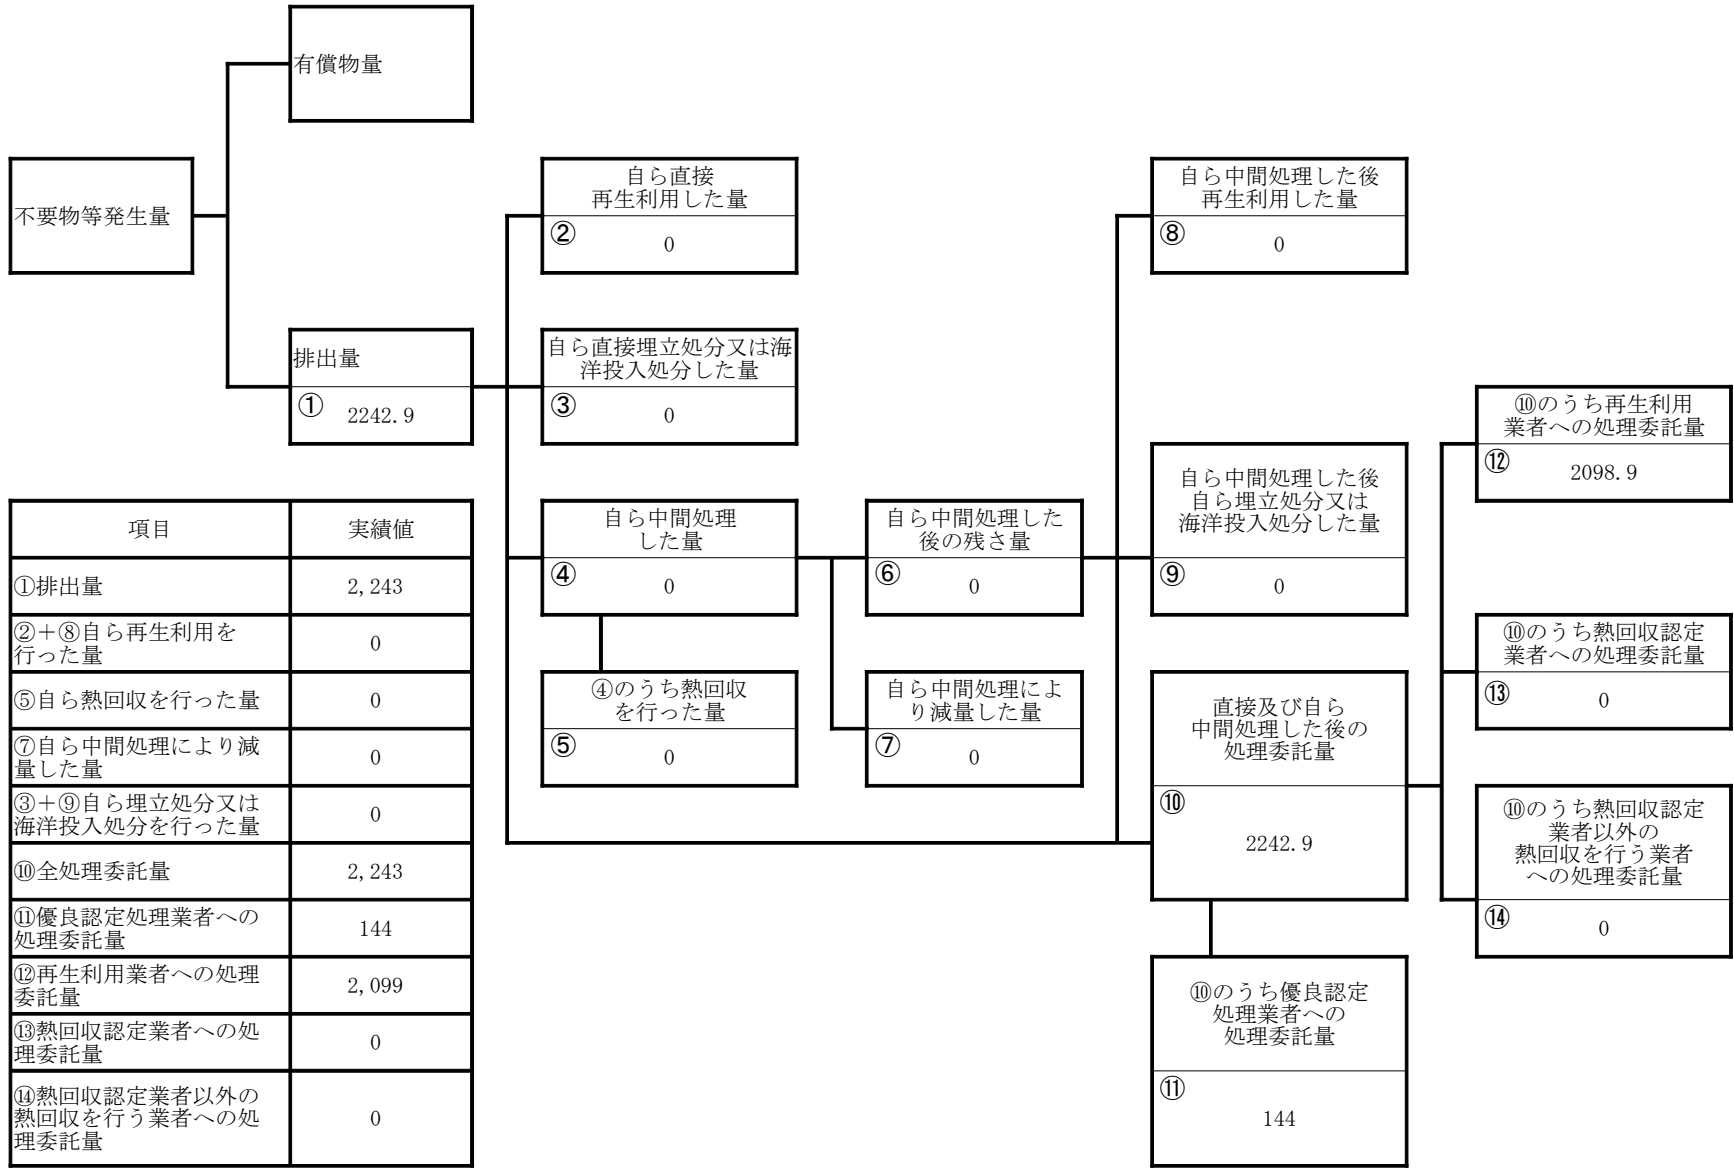 有償物量
不要物等発生量
排出量
①
2242.9
自ら直接
再生利用した量
②
0
自ら直接埋立処分又は海
洋投入処分した量
③
0
自ら中間処理
した量
④
0
④のうち熱回収
を行った量
⑤
0
自ら中間処理した
後の残さ量
⑥
0
自ら中間処理によ
り減量した量
⑦
0
自ら中間処理した後
再生利用した量
⑧
0
自ら中間処理した後
自ら埋立処分又は
海洋投入処分した量
⑨
0
直接及び自ら
中間処理した後の
処理委託量
⑩
2242.9
⑩のうち優良認定
処理業者への
処理委託量
⑪
144
⑩のうち再生利用
業者への処理委託量
⑫
2098.9
⑩のうち熱回収認定
業者への処理委託量
⑬
0
⑩のうち熱回収認定
業者以外の
熱回収を行う業者
への処理委託量
⑭
0
項目 実績値
①排出量 2,243
②+⑧自ら再生利用を
行った量 0
⑤自ら熱回収を行った量 0
⑦自ら中間処理により減
量した量 0
③+⑨自ら埋立処分又は
海洋投入処分を行った量 0
⑩全処理委託量 2,243
⑪優良認定処理業者への
処理委託量 144
⑫再生利用業者への処理
委託量 2,099
⑬熱回収認定業者への処
理委託量 0
⑭熱回収認定業者以外の
熱回収を行う業者への処
理委託量 0